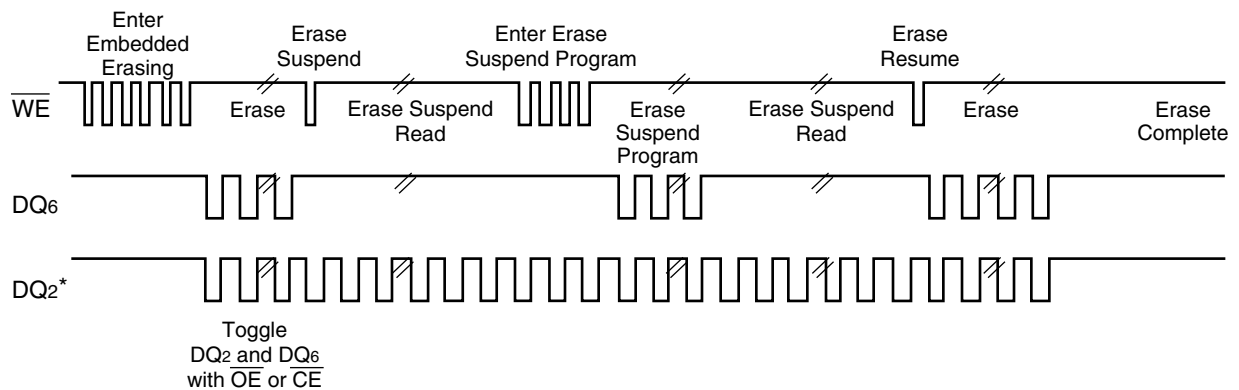 Enter
Embedded
Erasing
Erase
Suspend
Enter Erase
Suspend Program
Erase
Resume
WE
Erase
Erase Suspend
Read
Erase
Suspend
Program
Erase Suspend
Read
Erase
Erase
Complete
DQ6
DQ2*
Toggle
DQ2 and DQ6
with OE or CE